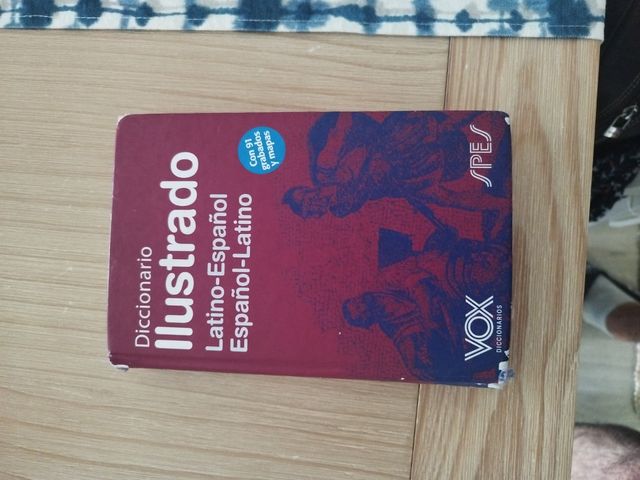 Diccionario
Ilustrado
Latino-Español
Español-Latino
Con 91
grabados
y mapas
VOX
DICCIONARIOS
SPES